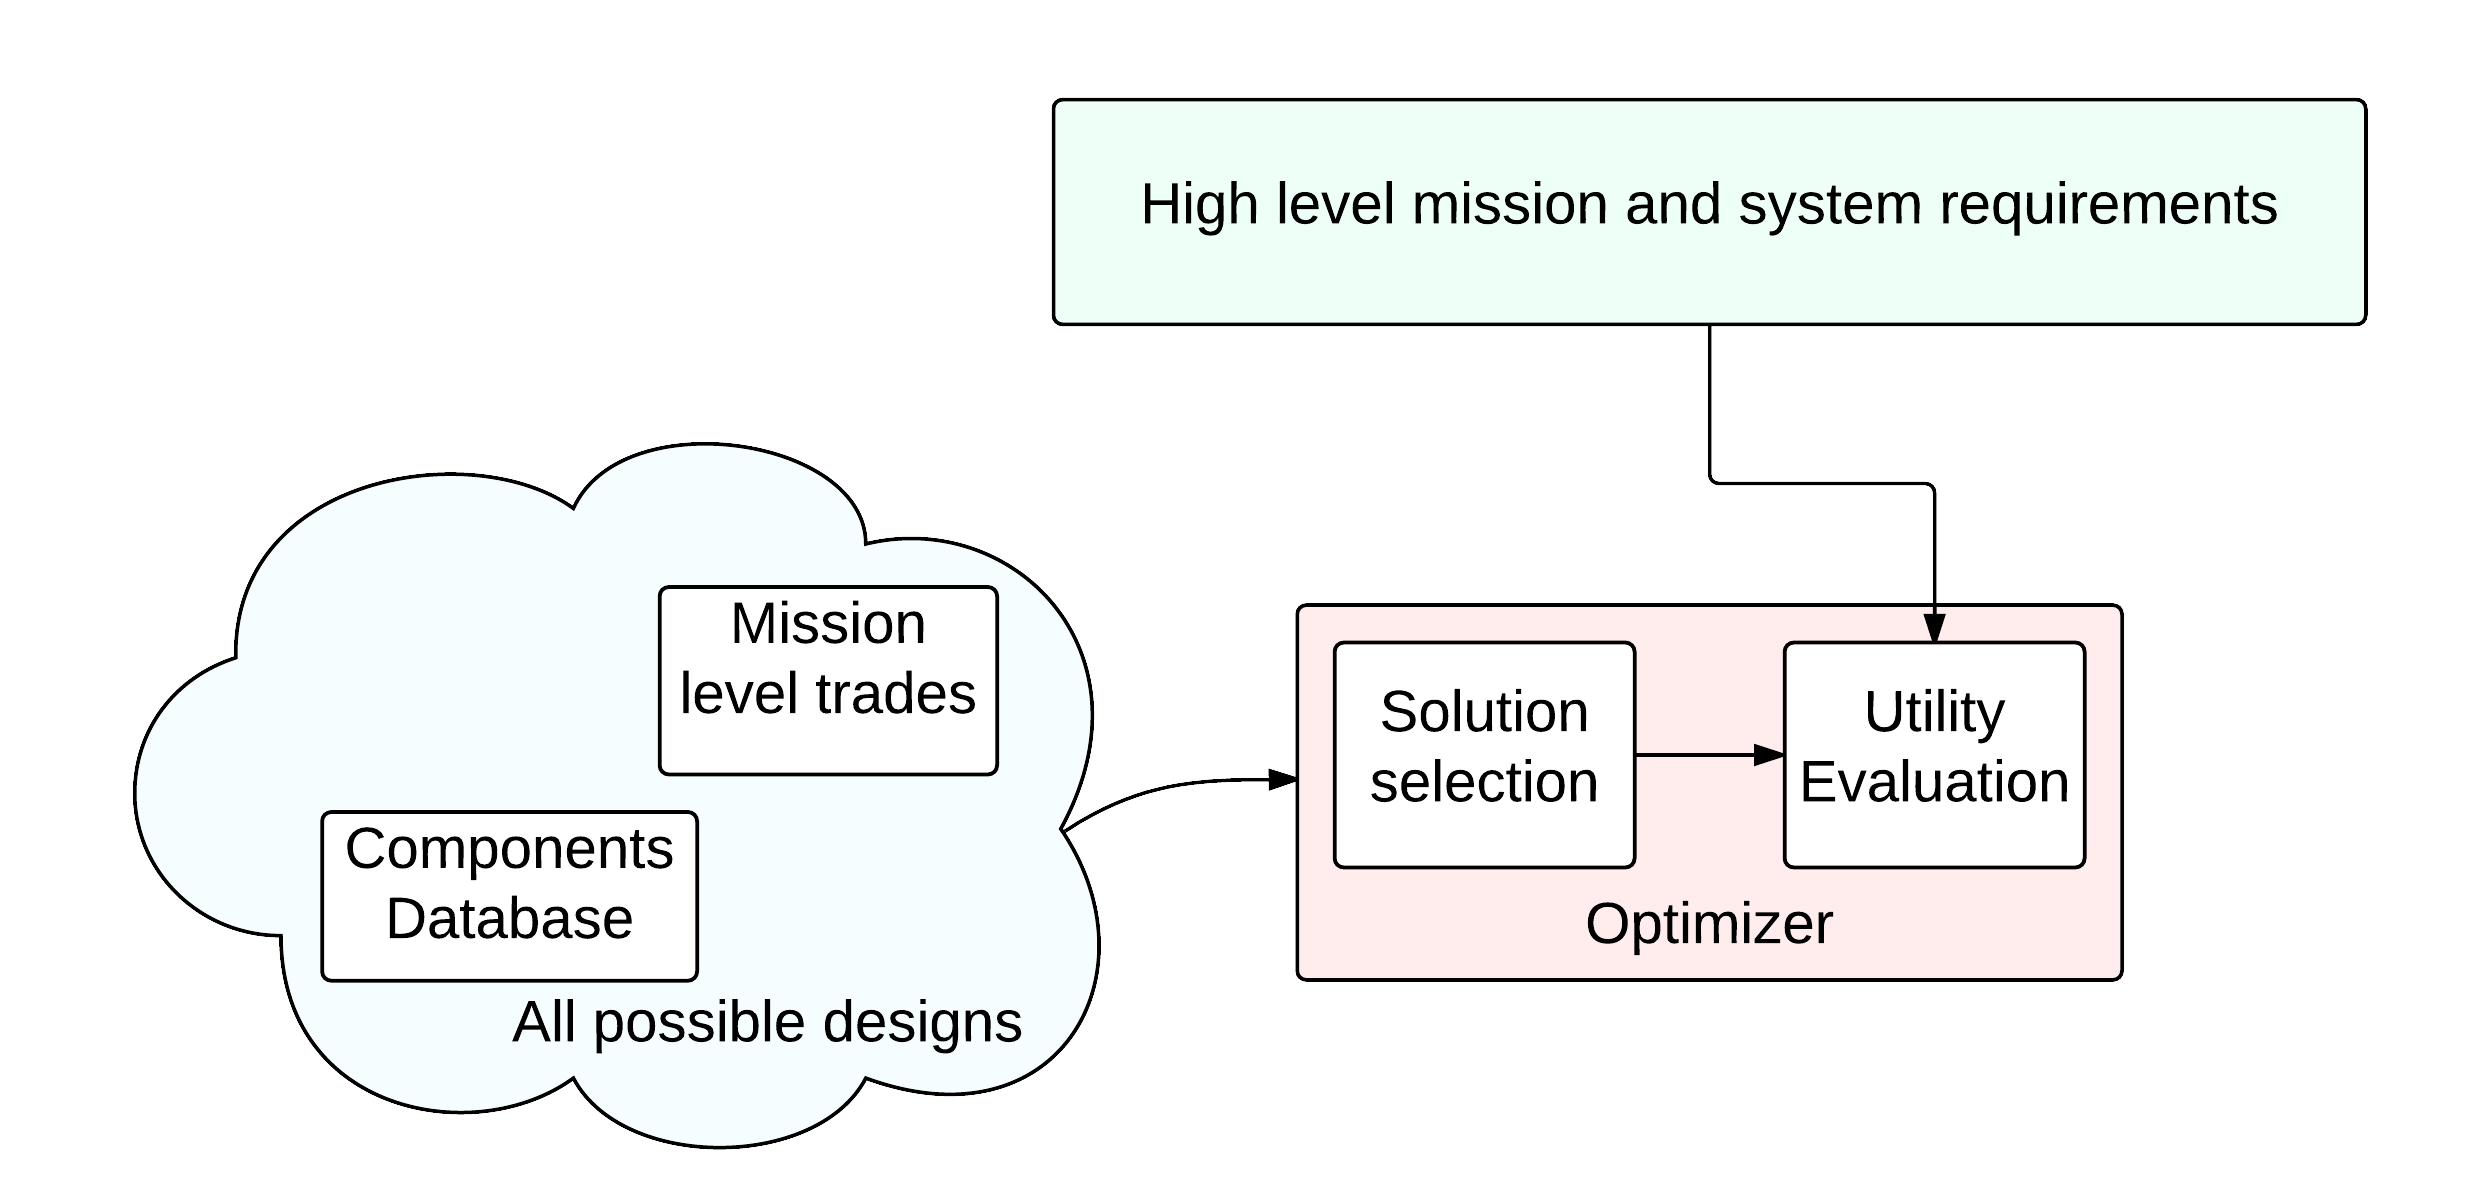 High level mission and system requirements
Mission
level trades
Components
Database
All possible designs
Solution
selection
Utility
Evaluation
Optimizer